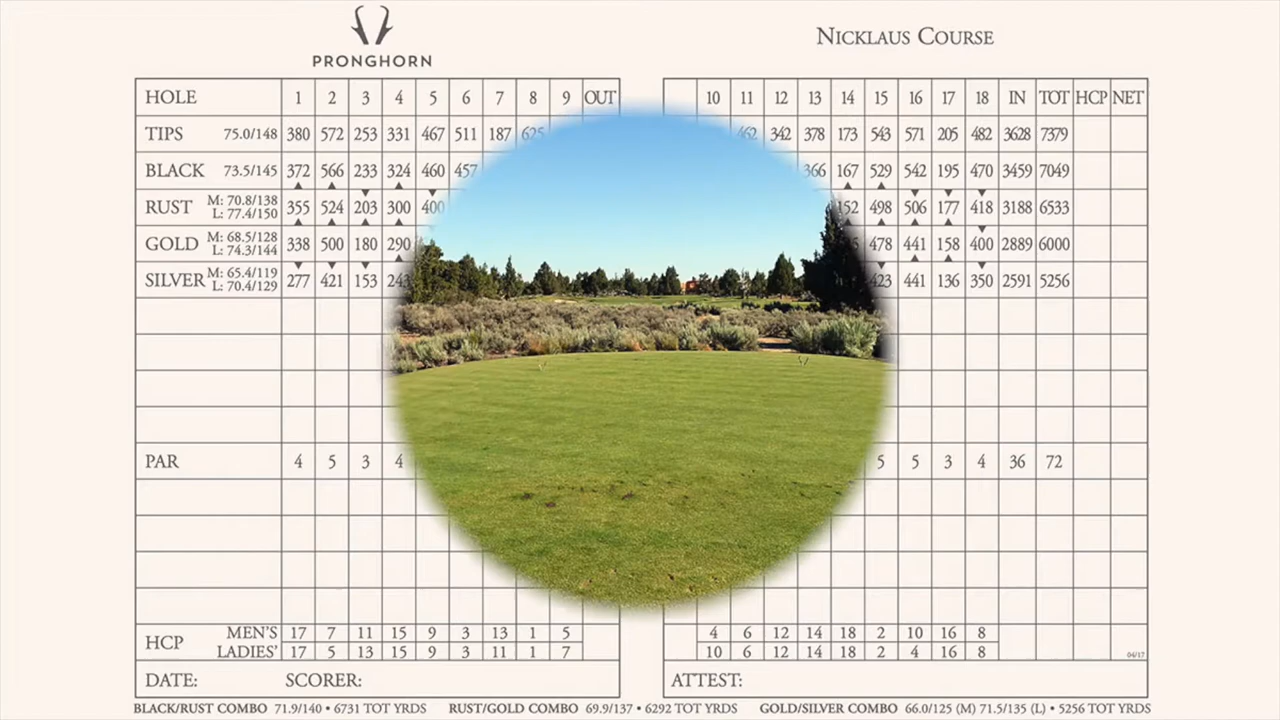 PRONGHORN
NICKLAUS COURSE
HOLE 1 2 3 4 5 6 7 8 9 OUT 10 11 12 13 14 15 16 17 18 IN TOT HCP NET
TIPS 75.0/148 380 572 253 331 467 511 187 625 462 342 378 173 543 571 205 482 3628 7379
BLACK 73.5/145 372 566 233 324 460 457 366 167 529 542 195 470 3459 7049
RUST M: 70.8/138 L: 77.4/150 355 524 203 300 400 152 498 506 177 418 3188 6533
GOLD M: 68.5/128 L: 74.3/144 338 500 180 290 478 441 158 400 2889 6000
SILVER M: 65.4/119 L: 70.4/129 277 421 153 243 423 441 136 350 2591 5256
PAR 4 5 3 4 5 5 3 4 36 72
HCP
MEN'S 17 7 11 15 9 3 13 1 5 4 6 12 14 18 2 10 16 8
LADIES' 17 5 13 15 9 3 11 1 7 10 6 12 14 18 2 4 16 8
04/17
DATE: SCORER: ATTEST:
BLACK/RUST COMBO 71.9/140 • 6731 TOT YRDS RUST/GOLD COMBO 69.9/137 • 6292 TOT YRDS GOLD/SILVER COMBO 66.0/125 (M) 71.5/135 (L) • 5256 TOT YRDS